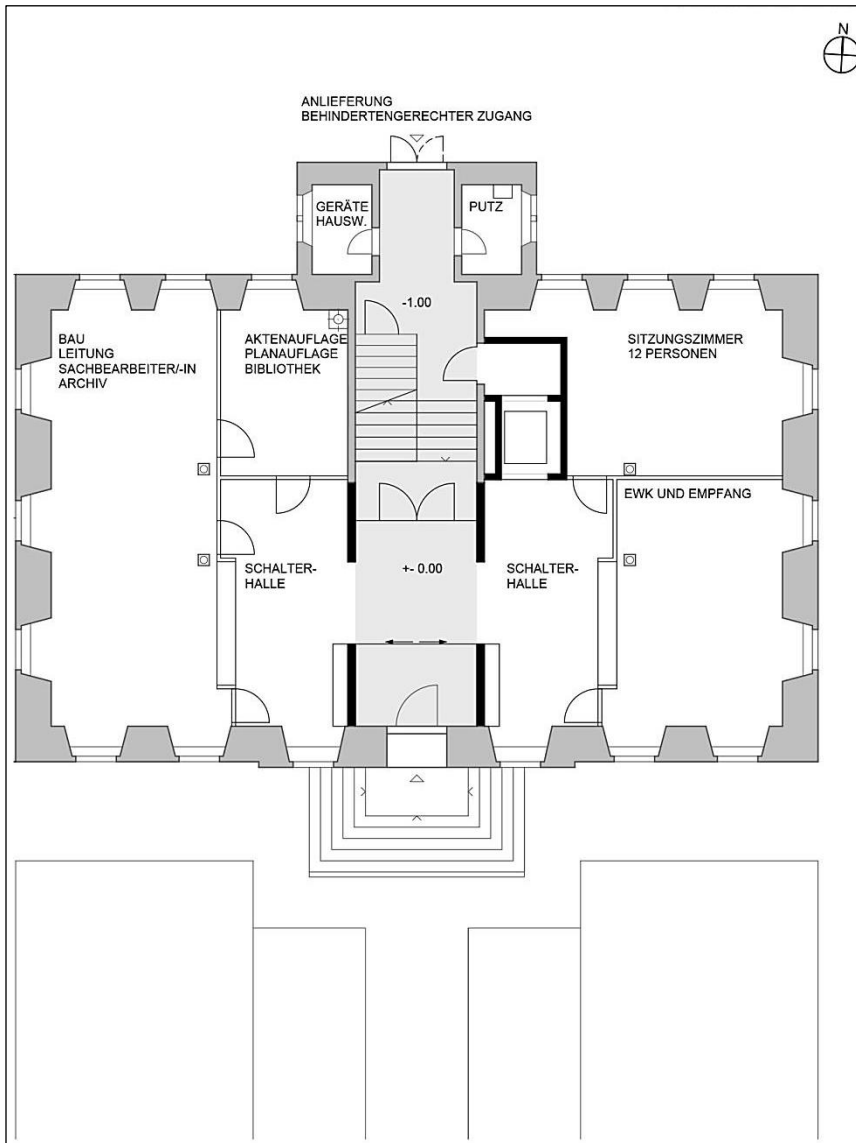 N
ANLIEFERUNG
BEHINDERTENGERECHTER ZUGANG
GERÄTE
HAUSW.
PUTZ
-1.00
BAU
LEITUNG
SACHBEARBEITER/-IN
ARCHIV
AKTENAUFLAGE
PLANAUFLAGE
BIBLIOTHEK
SITZUNGSZIMMER
12 PERSONEN
EWK UND EMPFANG
SCHALTER-
HALLE
+- 0.00
SCHALTER-
HALLE